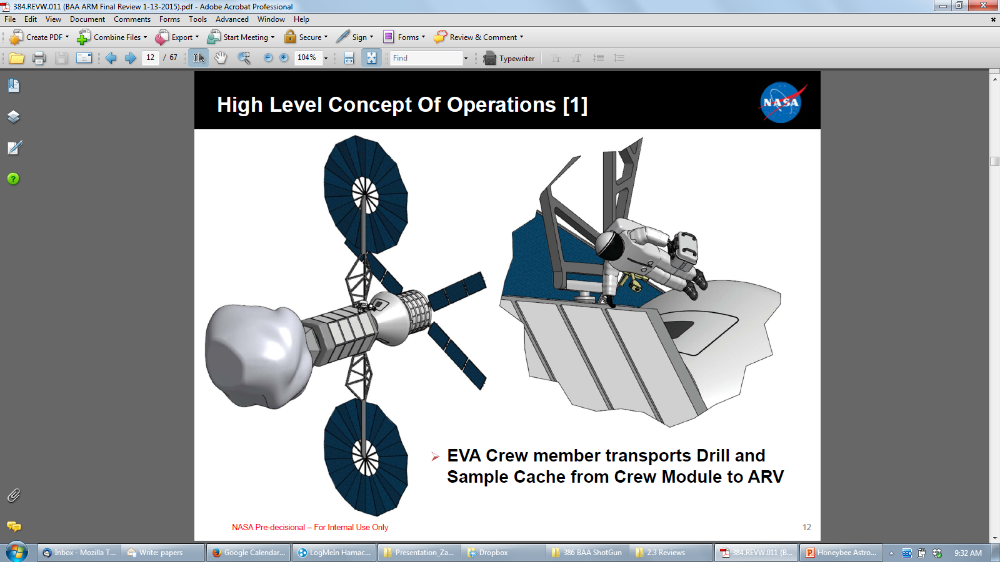 384.REVW.011 (BAA ARM Final Review 1-13-2015).pdf - Adobe Acrobat Professional
File Edit View Document Comments Forms Tools Advanced Window Help
Create PDF Combine Files Export Start Meeting Secure Sign Forms Review & Comment
12 / 67 104% Find Typewriter
High Level Concept Of Operations [1]
NASA
EVA Crew member transports Drill and
Sample Cache from Crew Module to ARV
NASA Pre-decisional – For Internal Use Only
12
Inbox - Mozilla T... Write: papers Google Calendar... LogMeIn Hamac... Presentation_Za... Dropbox 386 BAA ShotGun 2.3 Reviews 384.REVW.011 (B... Honeybee Astro... 9:32 AM